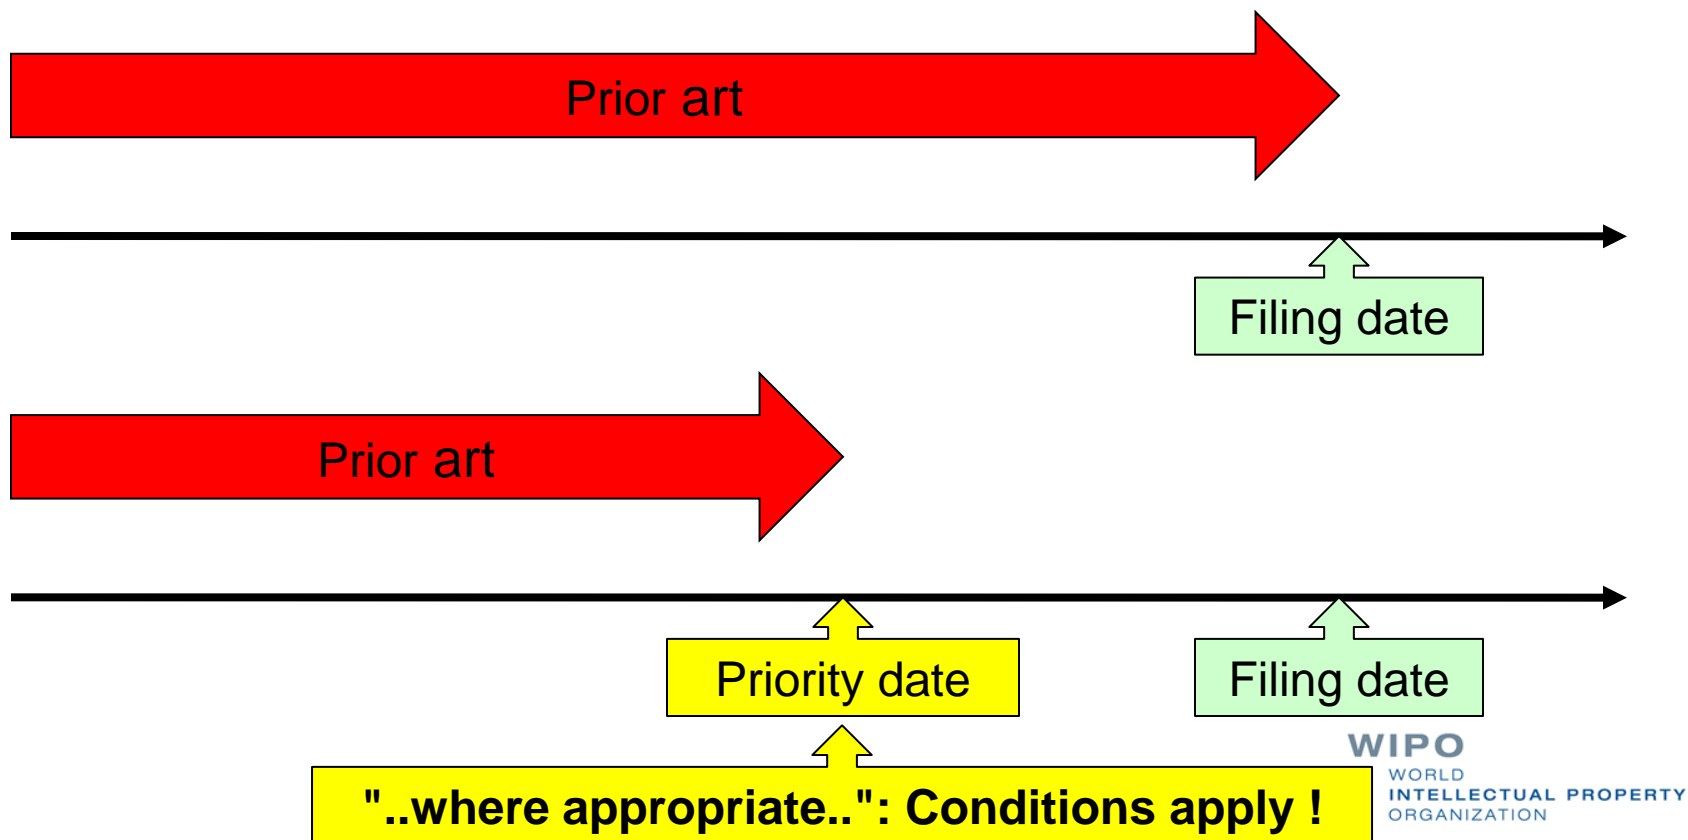 Prior art
Filing date
Prior art
Priority date
Filing date
"..where appropriate..": Conditions apply !
WIPO
WORLD
INTELLECTUAL PROPERTY
ORGANIZATION